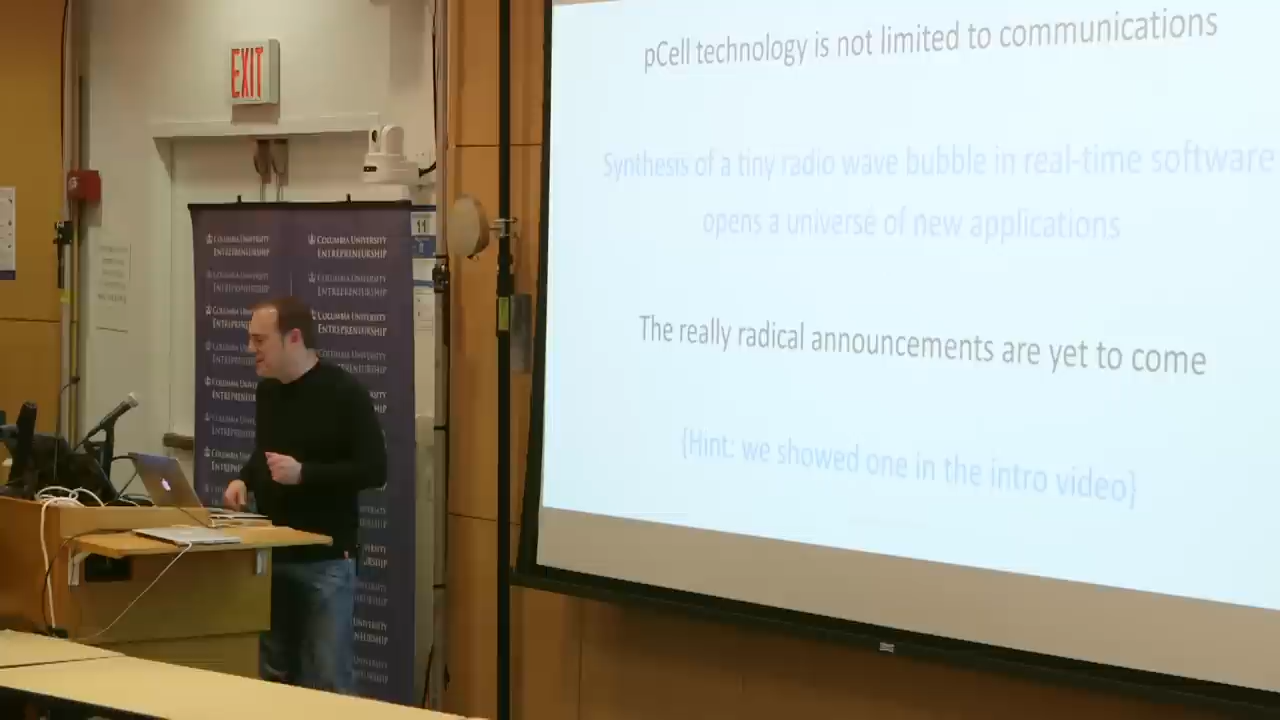 pCell technology is not limited to communications
Synthesis of a tiny radio wave bubble in real-time software
opens a universe of new applications
The really radical announcements are yet to come
{Hint: we showed one in the intro video}
EXIT
11
COLUMBIA UNIVERSITY
ENTREPRENEURSHIP
COLUMBIA UNIVERSITY
ENTREPRENEURSHIP